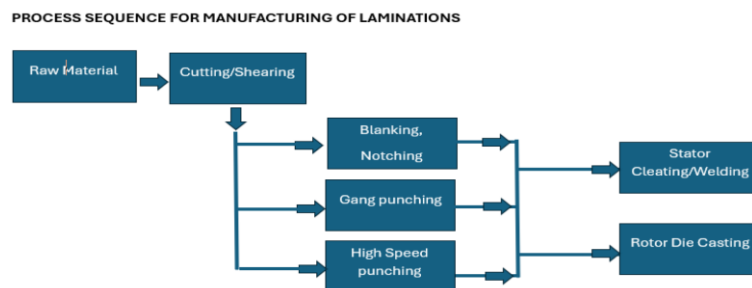 PROCESS SEQUENCE FOR MANUFACTURING OF LAMINATIONS
Raw Material
Cutting/Shearing
Blanking,
Notching
Gang punching
High Speed
punching
Stator
Cleating/Welding
Rotor Die Casting